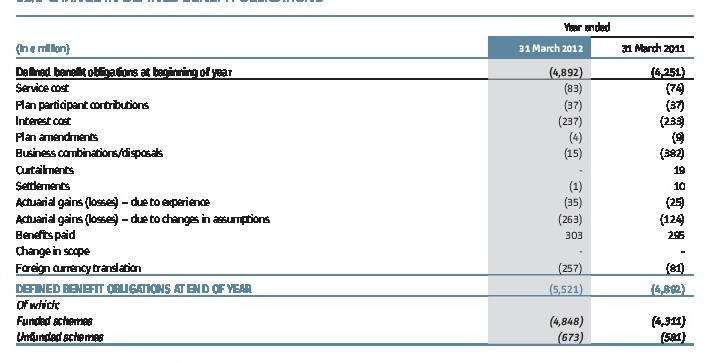 Year ended
(in € million) 31 March 2012 31 March 2011
Defined benefit obligations at beginning of year (4,892) (4,251)
Service cost (83) (74)
Plan participant contributions (37) (37)
Interest cost (237) (233)
Plan amendments (4) (9)
Business combinations/disposals (15) (382)
Curtailments - 19
Settlements (1) 10
Actuarial gains (losses) – due to experience (35) (25)
Actuarial gains (losses) – due to changes in assumptions (263) (124)
Benefits paid 303 295
Change in scope - -
Foreign currency translation (257) (81)
DEFINED BENEFIT OBLIGATIONS AT END OF YEAR (5,521) (4,892)
Of which:
Funded schemes (4,848) (4,311)
Unfunded schemes (673) (581)